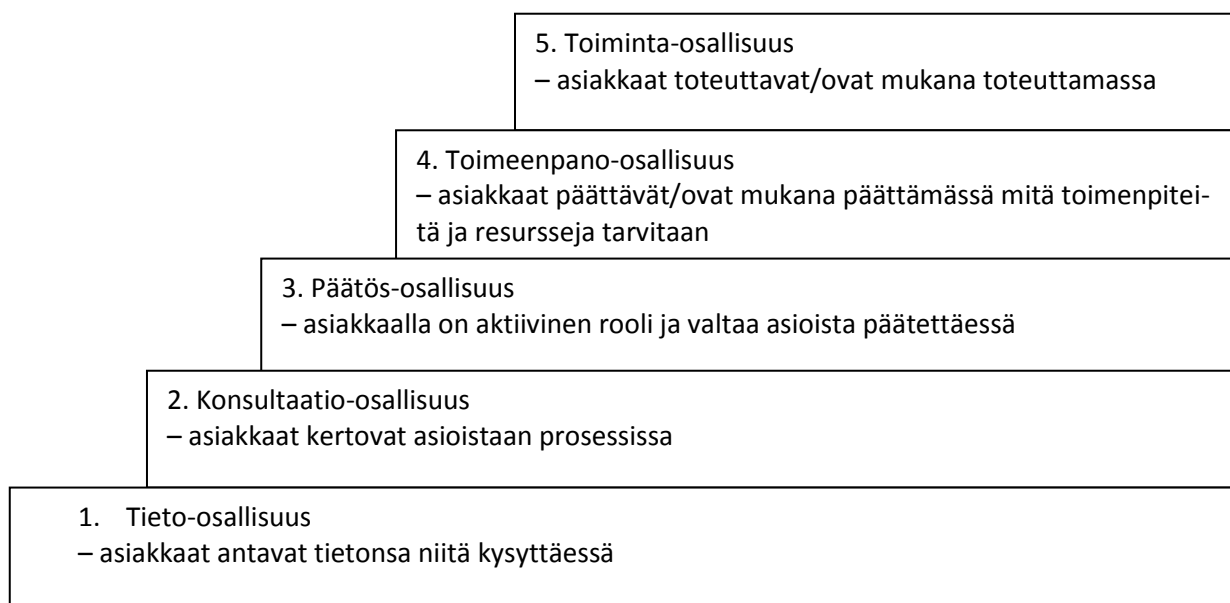 5. Toiminta-osallisuus
– asiakkaat toteuttavat/ovat mukana toteuttamassa
4. Toimeenpano-osallisuus
– asiakkaat päättävät/ovat mukana päättämässä mitä toimenpitei-
tä ja resursseja tarvitaan
3. Päätös-osallisuus
– asiakkaalla on aktiivinen rooli ja valtaa asioista päätettäessä
2. Konsultaatio-osallisuus
– asiakkaat kertovat asioistaan prosessissa
1. Tieto-osallisuus
– asiakkaat antavat tietonsa niitä kysyttäessä